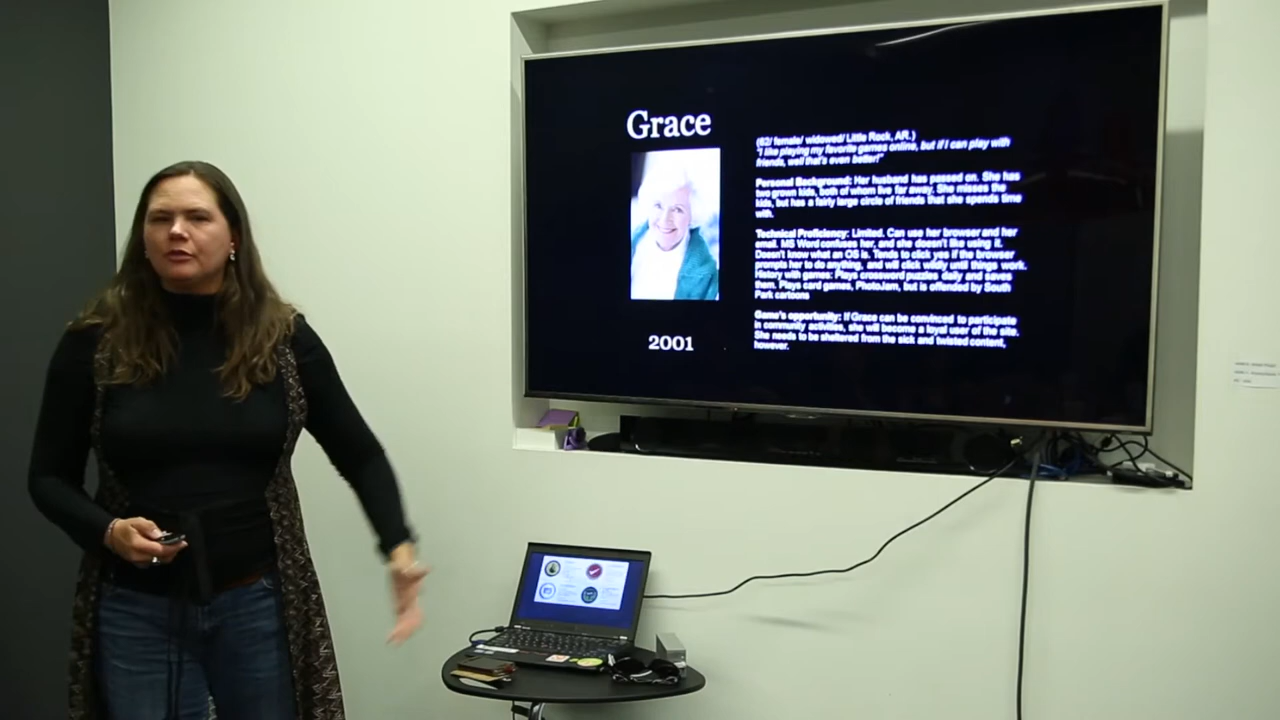 Grace
2001
(62/ female/ widowed/ Little Rock, AR.)
"I like playing my favorite games online, but if I can play with
friends, well that's even better!"
Personal Background: Her husband has passed on. She has
two grown kids, both of whom live far away. She misses the
kids, but has a fairly large circle of friends that she spends time
with.
Technical Proficiency: Limited. Can use her browser and her
email. MS Word confuses her, and she doesn't like using it.
Doesn't know what an OS is. Tends to click yes if the browser
prompts her to do anything, and will click wildly until things work.
History with games: Plays crossword puzzles daily and saves
them. Plays card games, PhotoJam, but is offended by South
Park cartoons
Game's opportunity: If Grace can be convinced to participate
in community activities, she will become a loyal user of the site.
She needs to be sheltered from the sick and twisted content,
however.